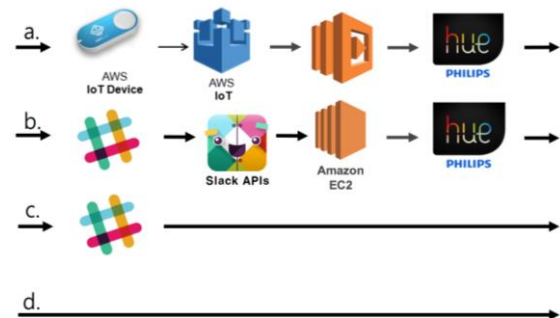 a.
AWS
IoT Device
AWS
IoT
hue
PHILIPS
b.
Slack APIs
Amazon
EC2
hue
PHILIPS
c.
d.